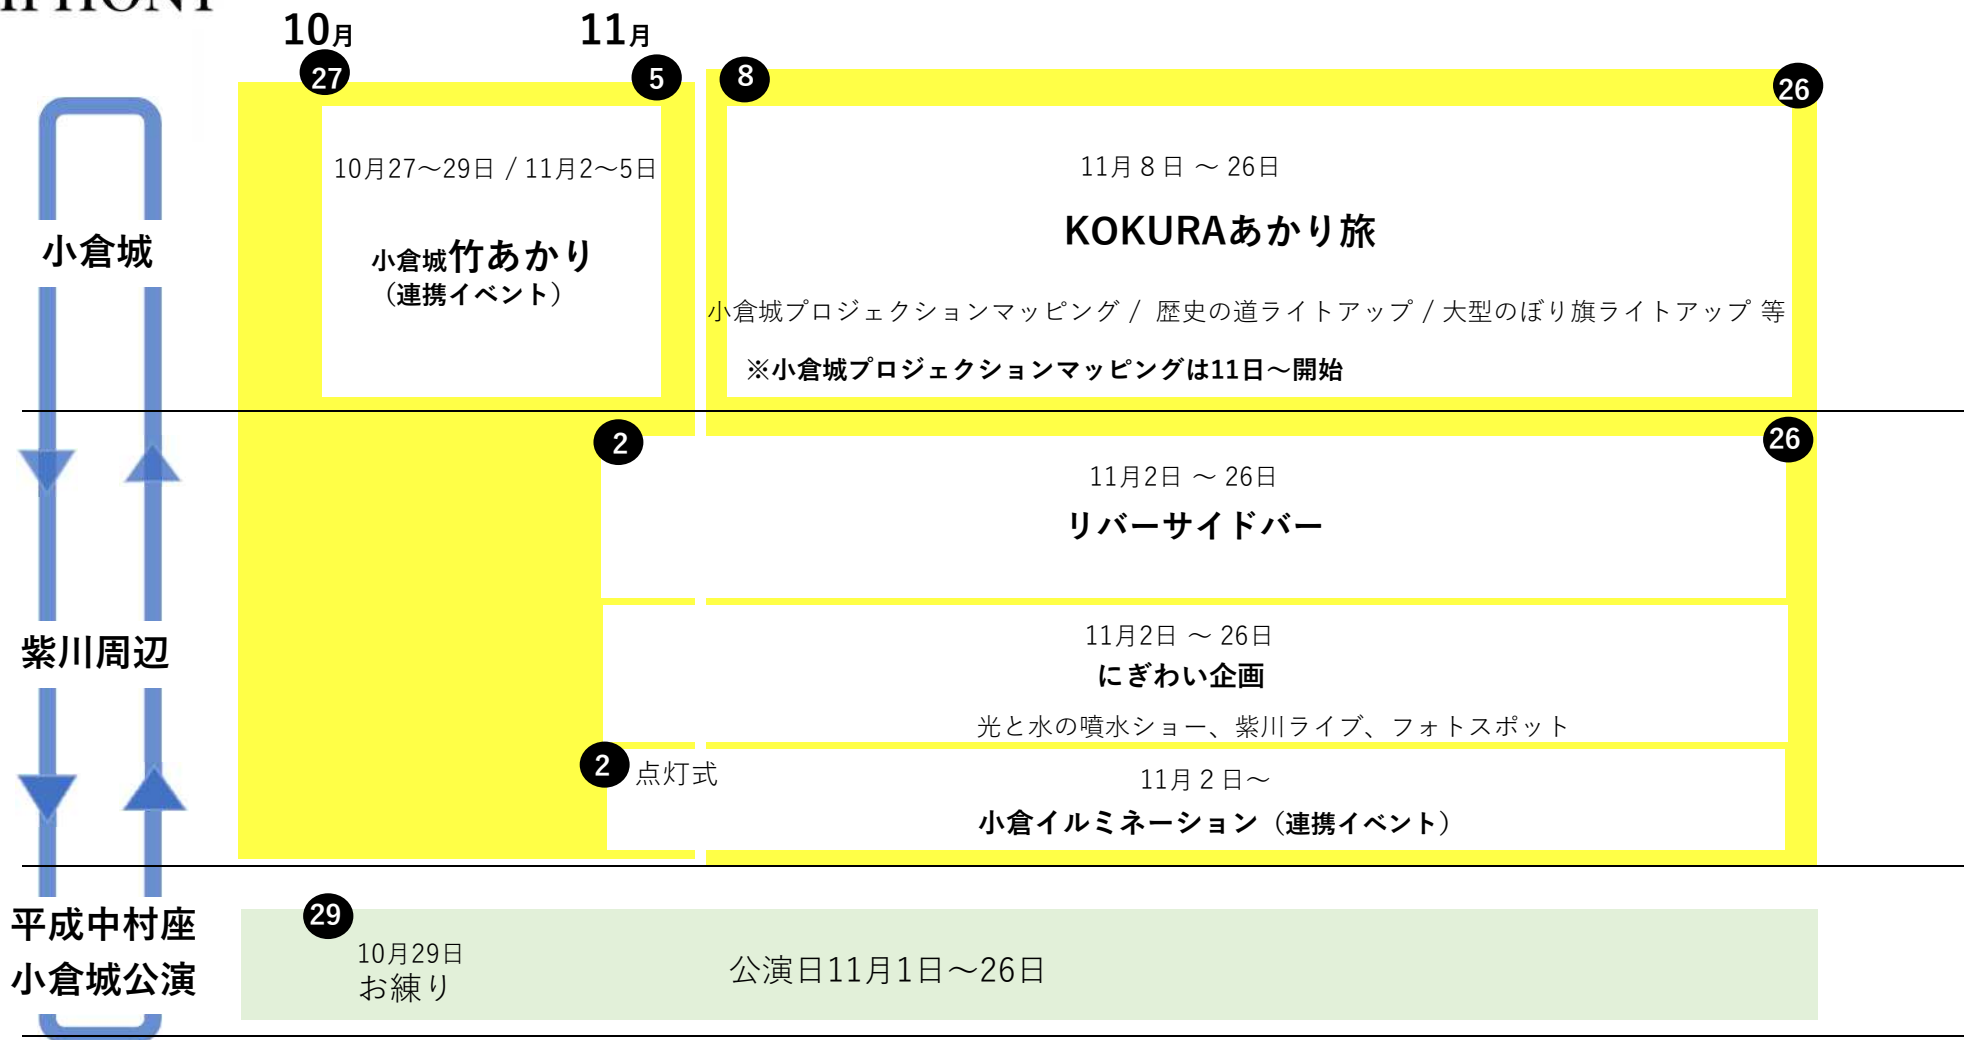 10月
11月
27
5
8
26
10月27～29日 / 11月2～5日
小倉城竹あかり
（連携イベント）
11月８日 ～ 26日
KOKURAあかり旅
小倉城プロジェクションマッピング / 歴史の道ライトアップ / 大型のぼり旗ライトアップ 等
※小倉城プロジェクションマッピングは11日～開始
小倉城
2
26
11月2日 ～ 26日
リバーサイドバー
11月2日 ～ 26日
にぎわい企画
光と水の噴水ショー、紫川ライブ、フォトスポット
紫川周辺
2
点灯式
11月２日～
小倉イルミネーション（連携イベント）
平成中村座
小倉城公演
29
10月29日
お練り
公演日11月1日～26日